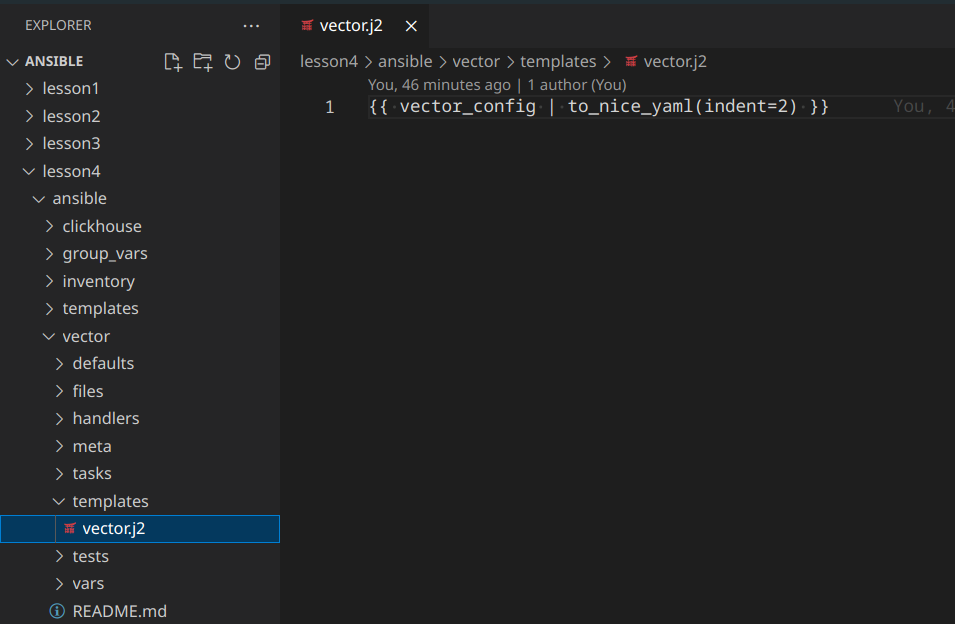 EXPLORER
ANSIBLE
lesson1
lesson2
lesson3
lesson4
ansible
clickhouse
group_vars
inventory
templates
vector
defaults
files
handlers
meta
tasks
templates
vector.j2
tests
vars
README.md
vector.j2
lesson4 > ansible > vector > templates > vector.j2
You, 46 minutes ago | 1 author (You)
1 {{ vector_config | to_nice_yaml(indent=2) }} You, 4